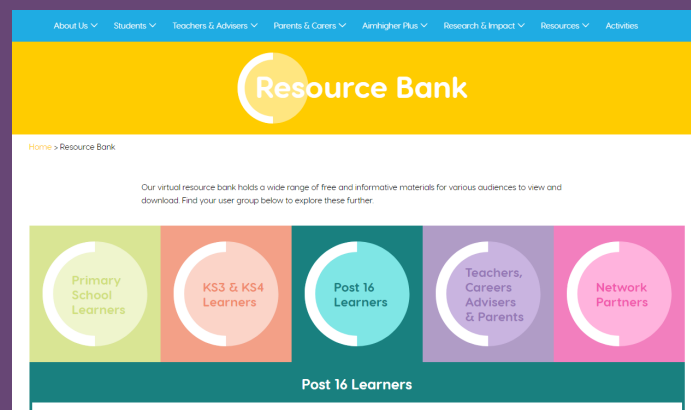 About Us Students Teachers & Advisers Parents & Carers Aimhigher Plus Research & Impact Resources Activities
Resource Bank
Home > Resource Bank
Our virtual resource bank holds a wide range of free and informative materials for various audiences to view and
download. Find your user group below to explore these further.
Primary
School
Learners
KS3 & KS4
Learners
Post 16
Learners
Teachers,
Careers
Advisers
& Parents
Network
Partners
Post 16 Learners